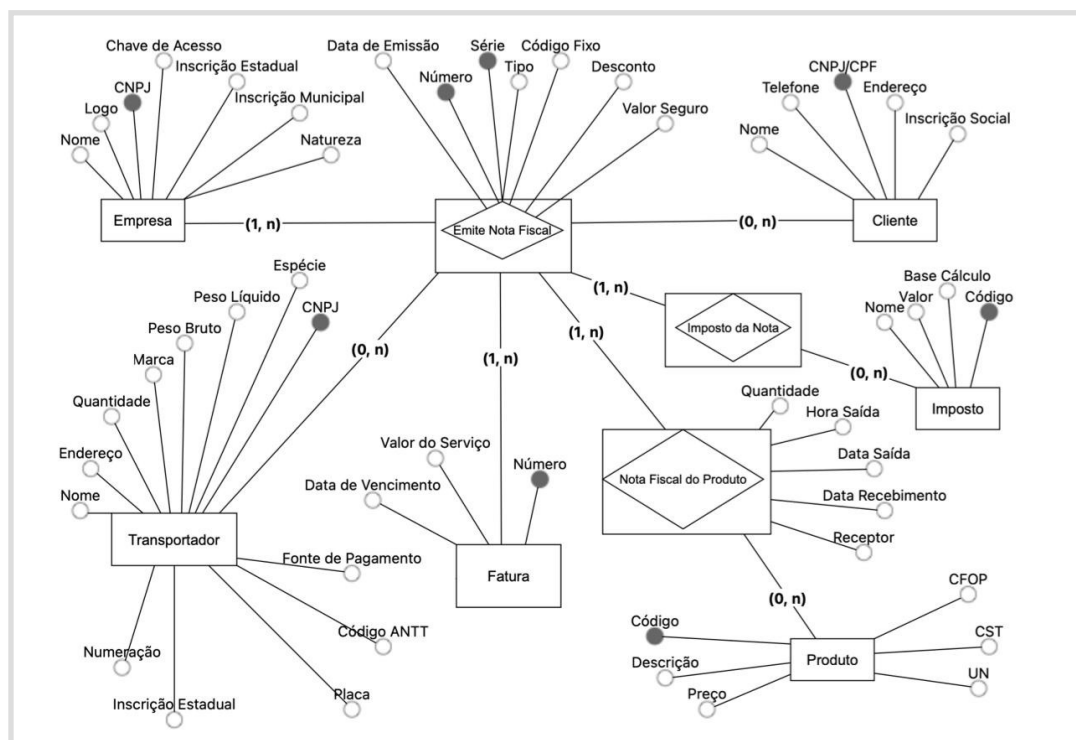 Chave de Acesso
CNPJ
Inscrição Estadual
Logo
Inscrição Municipal
Nome
Natureza
Empresa
(1, n)
Data de Emissão
Série
Código Fixo
Número
Tipo
Desconto
Valor Seguro
Emite Nota Fiscal
(0, n)
CNPJ/CPF
Telefone
Endereço
Nome
Inscrição Social
Cliente
Espécie
Peso Líquido
CNPJ
Peso Bruto
Marca
Quantidade
Endereço
Nome
Transportador
(0, n)
Fonte de Pagamento
Código ANTT
Numeração
Placa
Inscrição Estadual
(1, n)
Valor do Serviço
Número
Data de Vencimento
Fatura
(1, n)
Imposto da Nota
(0, n)
Base Cálculo
Nome
Valor
Código
Imposto
(1, n)
Quantidade
Hora Saída
Nota Fiscal do Produto
Data Saída
Data Recebimento
Receptor
(0, n)
CFOP
Código
CST
Descrição
Produto
UN
Preço